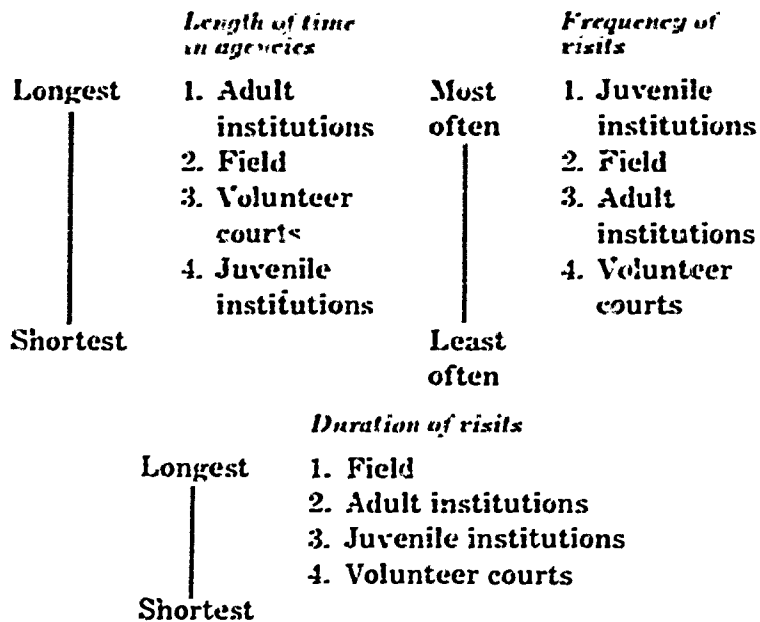 Length of time
in agencies
Longest
1. Adult
institutions
2. Field
3. Volunteer
courts
4. Juvenile
institutions
Shortest
Frequency of
visits
Most
often
1. Juvenile
institutions
2. Field
3. Adult
institutions
4. Volunteer
courts
Least
often
Duration of visits
Longest
1. Field
2. Adult institutions
3. Juvenile institutions
4. Volunteer courts
Shortest